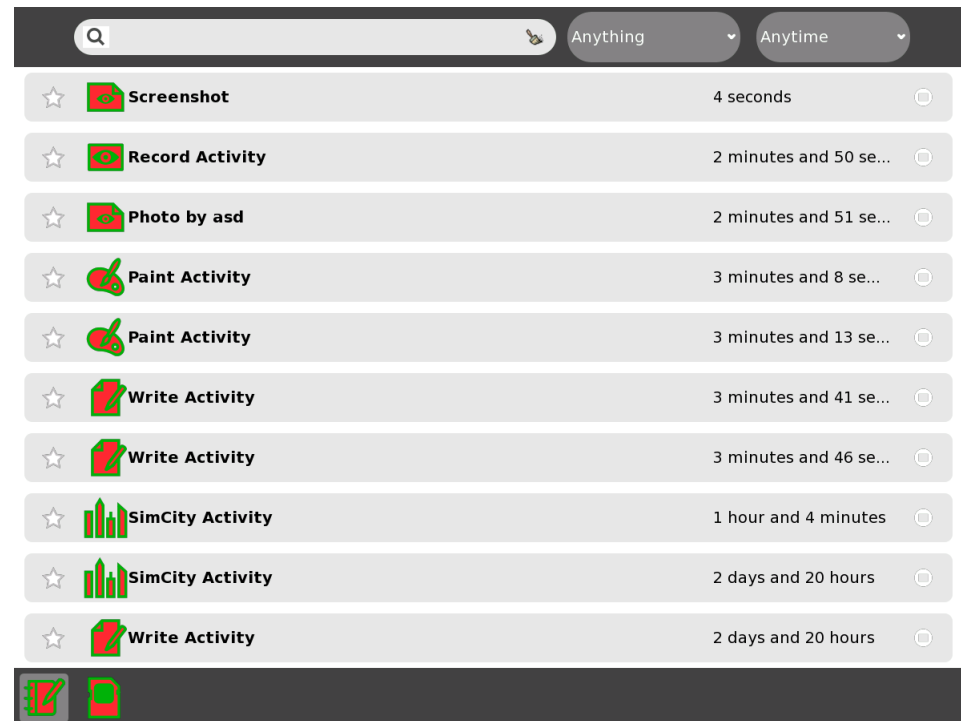 Anything Anytime
Screenshot 4 seconds
Record Activity 2 minutes and 50 se...
Photo by asd 2 minutes and 51 se...
Paint Activity 3 minutes and 8 se...
Paint Activity 3 minutes and 13 se...
Write Activity 3 minutes and 41 se...
Write Activity 3 minutes and 46 se...
SimCity Activity 1 hour and 4 minutes
SimCity Activity 2 days and 20 hours
Write Activity 2 days and 20 hours